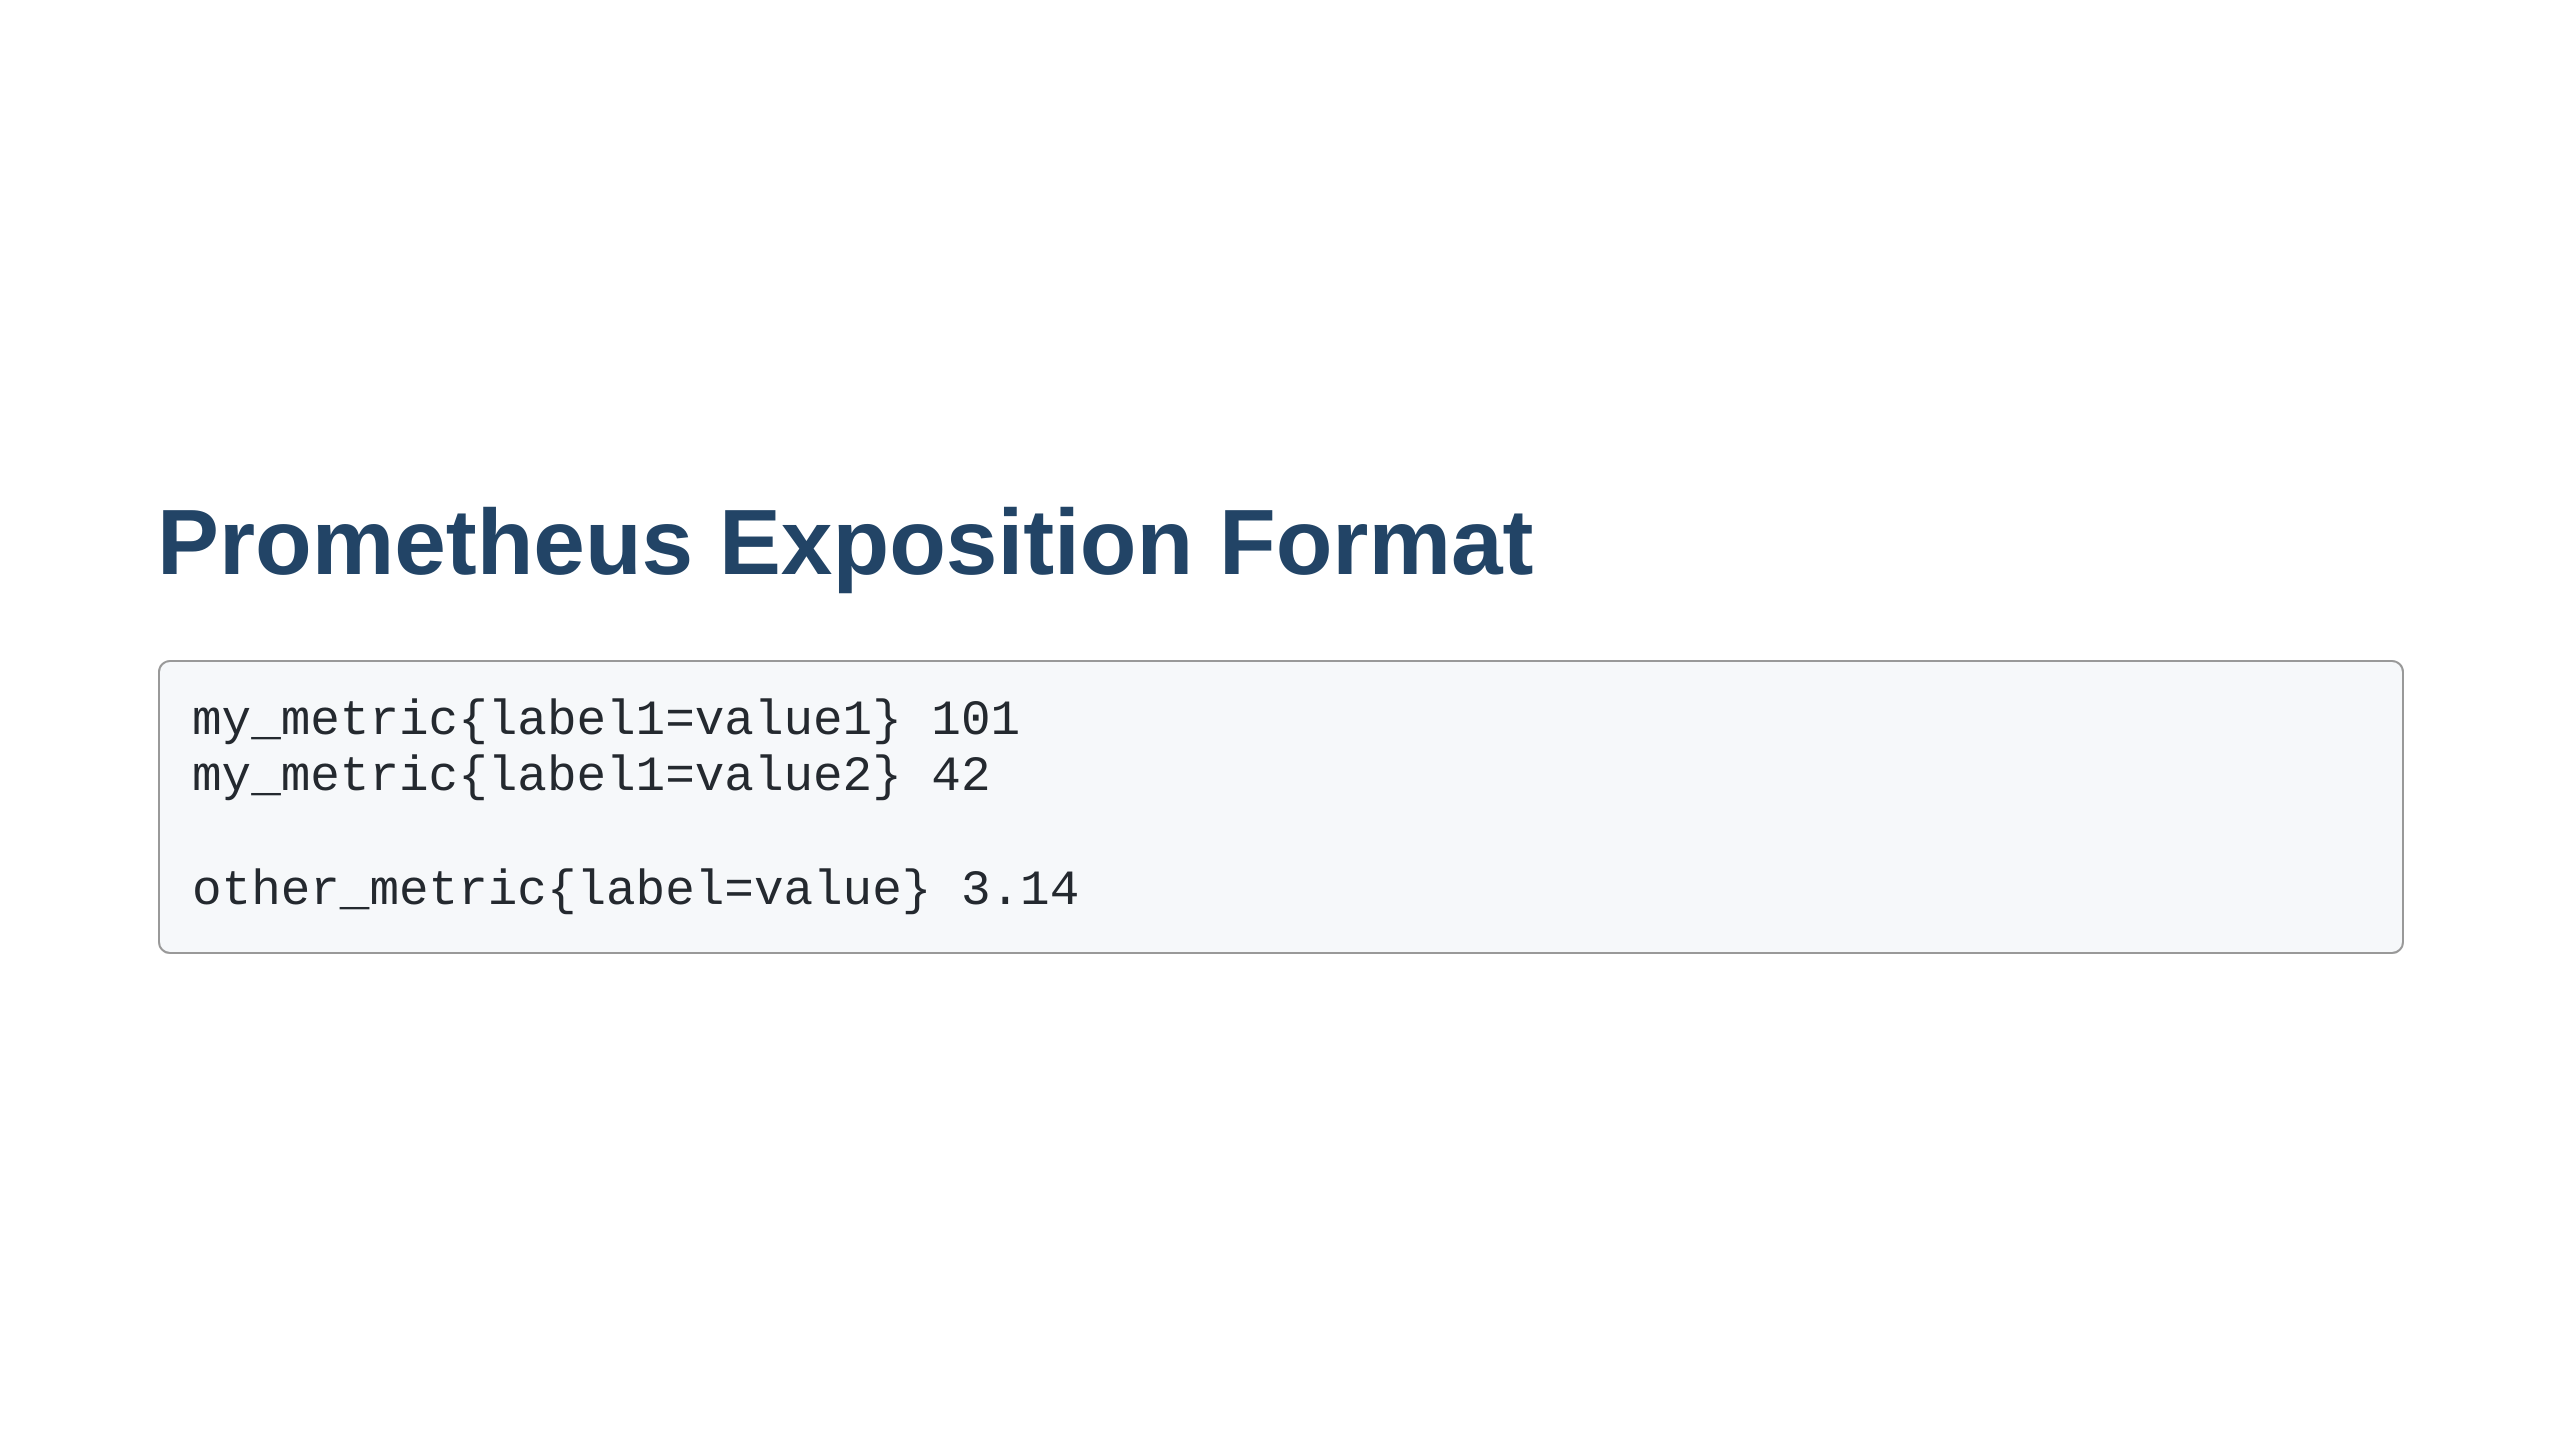 Prometheus Exposition Format
my_metric{label1=value1} 101
my_metric{label1=value2} 42
other_metric{label=value} 3.14